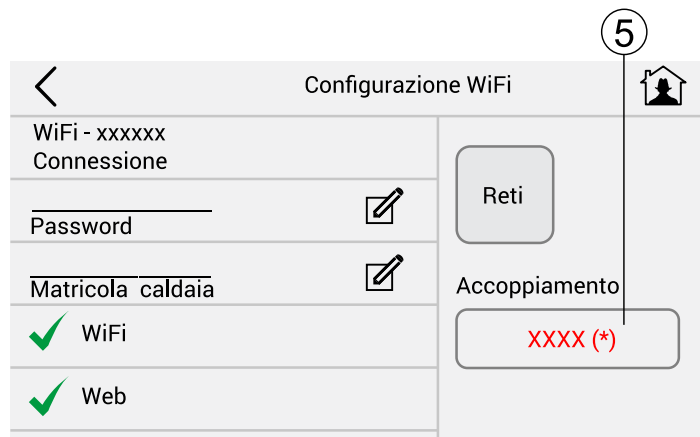 5
Configurazione WiFi
WiFi - xxxxxx
Connessione
Password
Matricola caldaia
WiFi
Web
Reti
Accoppiamento
XXXX (*)